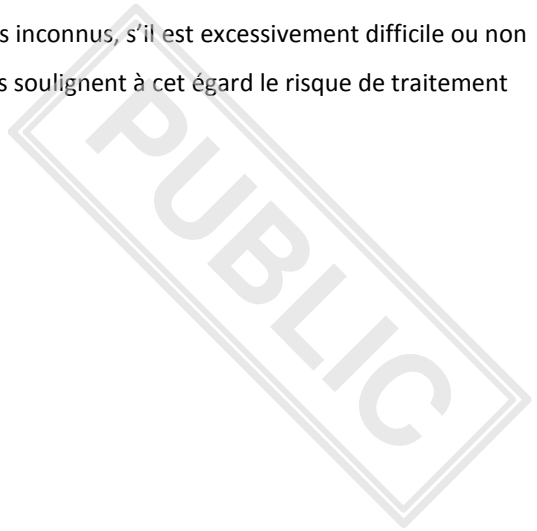 s inconnus, s’il est excessivement difficile ou non
s soulignent à cet égard le risque de traitement
PUBLIC